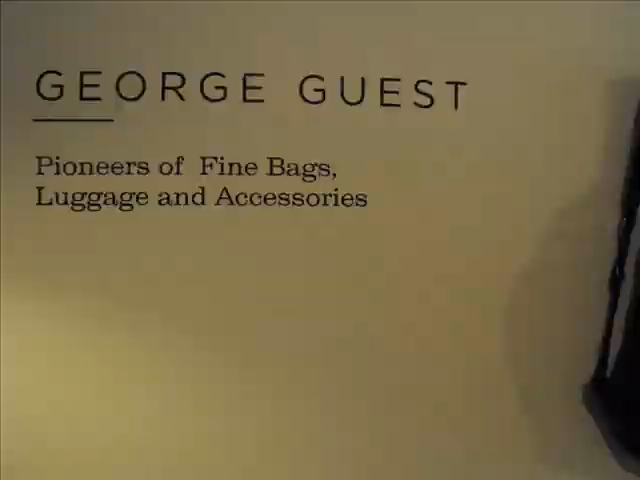 GEORGE GUEST
Pioneers of Fine Bags,
Luggage and Accessories